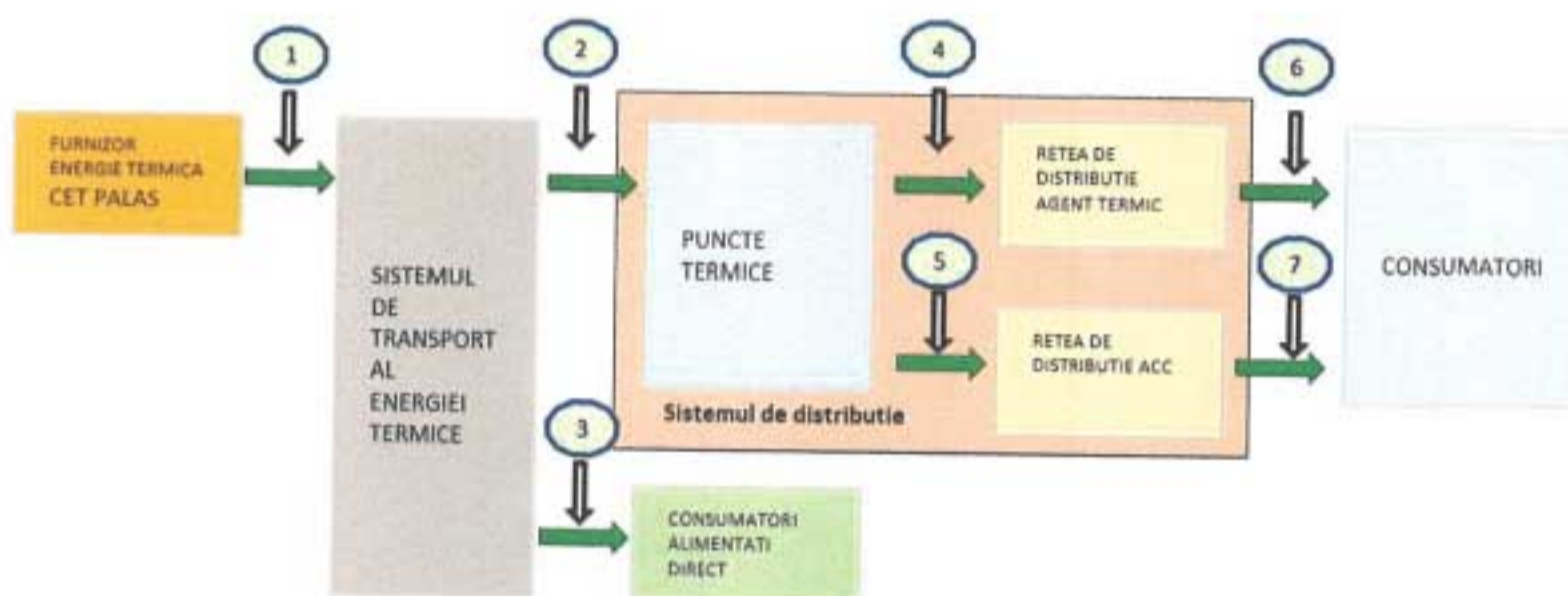 1
2
4
6
FURNIZOR
ENERGIE TERMICA
CET PALAS
SISTEMUL
DE
TRANSPORT
AL
ENERGIEI
TERMICE
PUNCTE
TERMICE
RETEA DE
DISTRIBUTIE
AGENT TERMIC
5
7
CONSUMATORI
RETEA DE
DISTRIBUTIE ACC
Sistemul de distributie
3
CONSUMATORI
ALIMENTATI
DIRECT